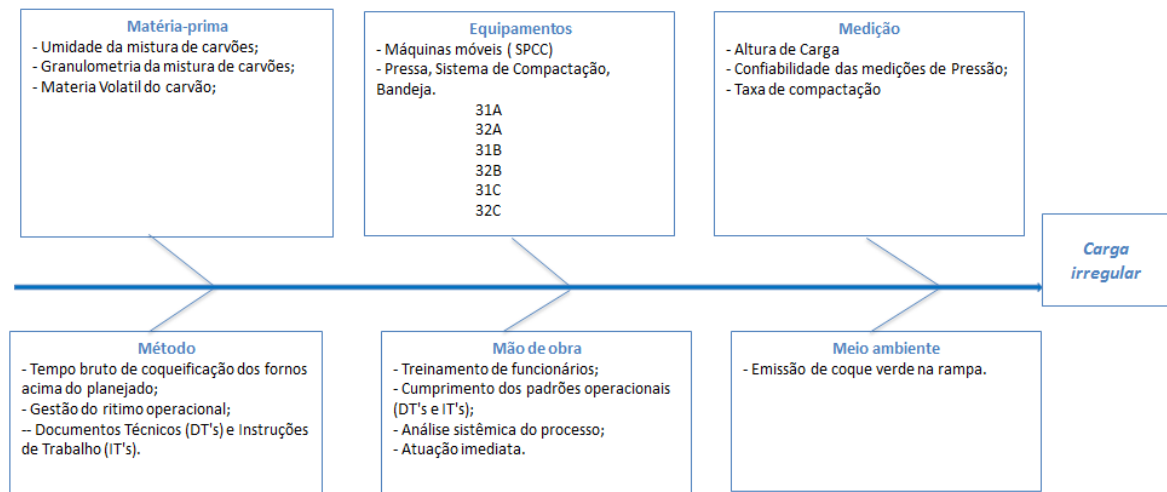 Matéria-prima
- Umidade da mistura de carvões;
- Granulometria da mistura de carvões;
- Materia Volatil do carvão;
Equipamentos
- Máquinas móveis ( SPCC)
- Pressa, Sistema de Compactação,
Bandeja.
31A
32A
31B
32B
31C
32C
Medição
- Altura de Carga
- Confiabilidade das medições de Pressão;
- Taxa de compactação
Carga
irregular
Método
- Tempo bruto de coqueificação dos fornos
acima do planejado;
- Gestão do ritimo operacional;
-- Documentos Técnicos (DT's) e Instruções
de Trabalho (IT's).
Mão de obra
- Treinamento de funcionários;
- Cumprimento dos padrões operacionais
(DT's e IT's);
- Análise sistêmica do processo;
- Atuação imediata.
Meio ambiente
- Emissão de coque verde na rampa.